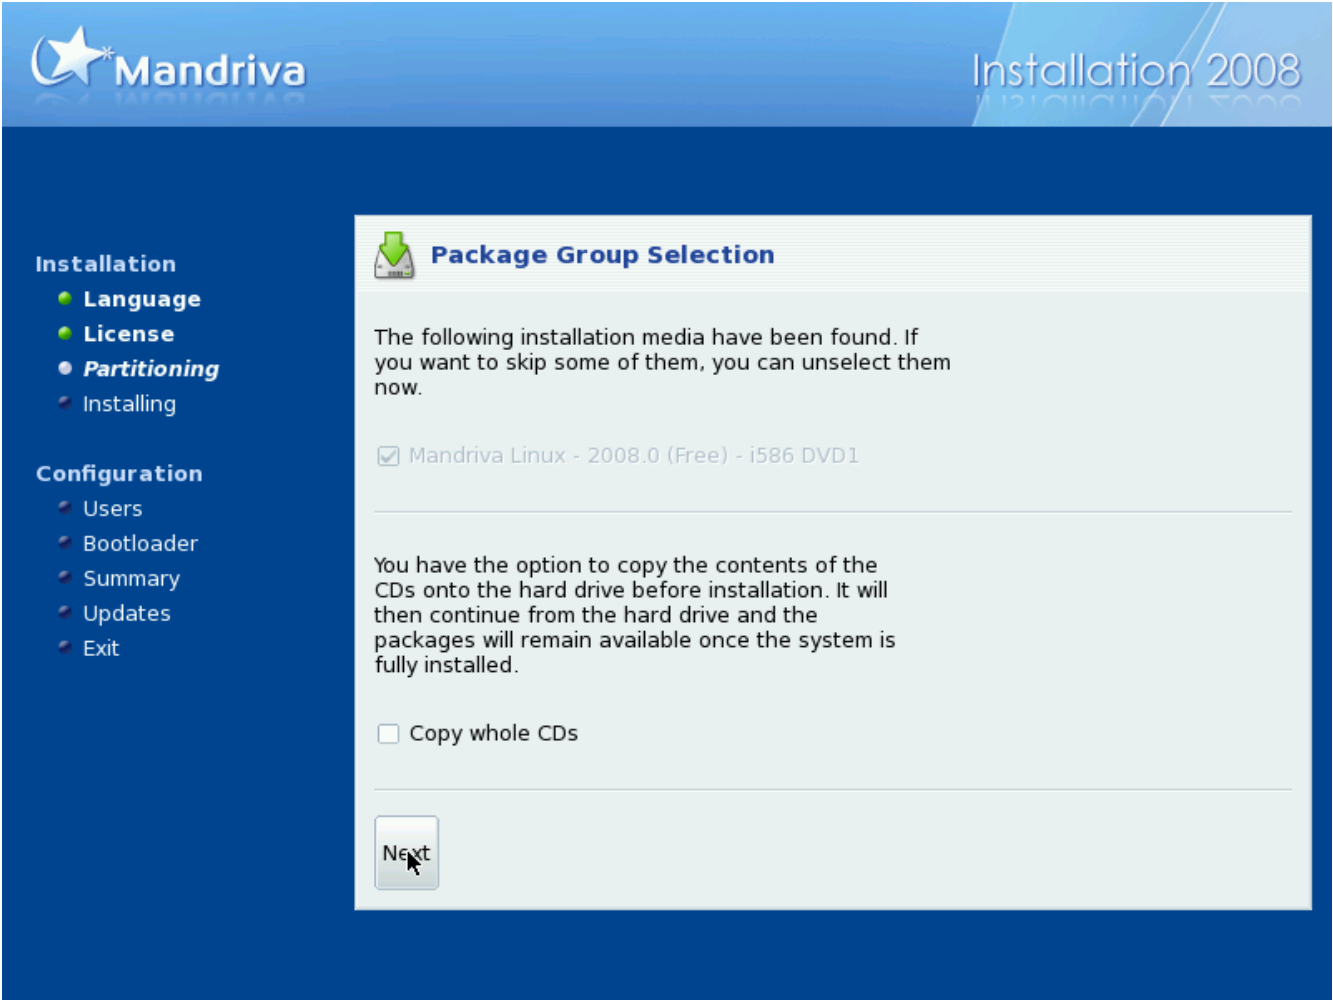 Mandriva
Installation 2008
Installation
Language
License
Partitioning
Installing
Configuration
Users
Bootloader
Summary
Updates
Exit
Package Group Selection
The following installation media have been found. If
you want to skip some of them, you can unselect them
now.
Mandriva Linux - 2008.0 (Free) - i586 DVD1
You have the option to copy the contents of the
CDs onto the hard drive before installation. It will
then continue from the hard drive and the
packages will remain available once the system is
fully installed.
Copy whole CDs
Next